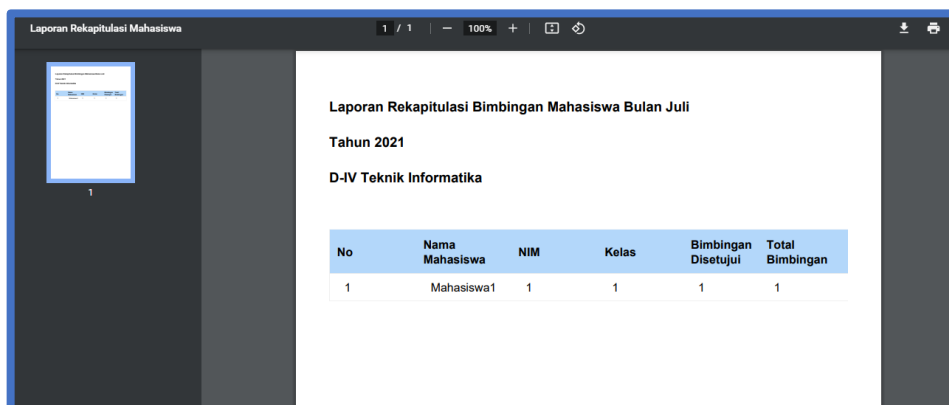 Laporan Rekapitulasi Mahasiswa
1 / 1 | − 100% + |
1
Laporan Rekapitulasi Bimbingan Mahasiswa Bulan Juli
Tahun 2021
D-IV Teknik Informatika
No Nama Mahasiswa NIM Kelas Bimbingan Disetujui Total Bimbingan
1 Mahasiswa1 1 1 1 1